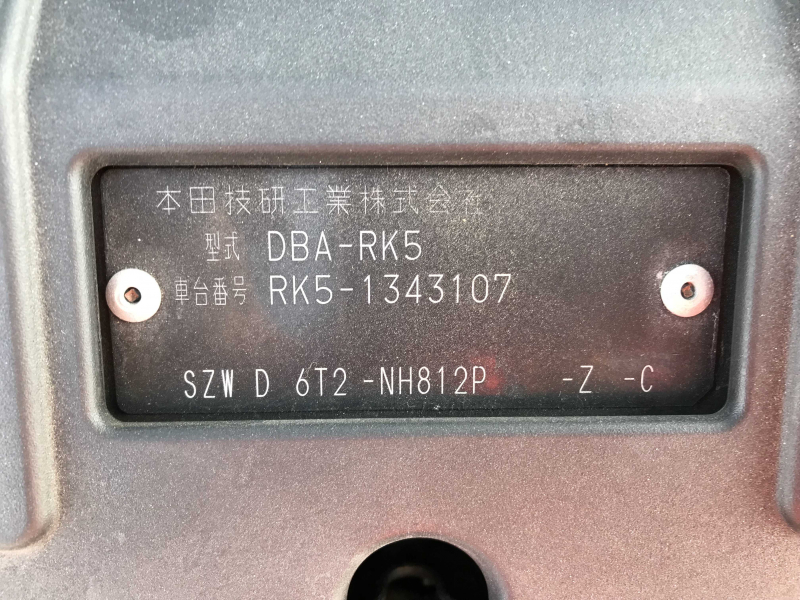 本田技研工業株式会社
型式 DBA-RK5
車台番号 RK5-1343107
SZW D 6T2 -NH812P -Z -C